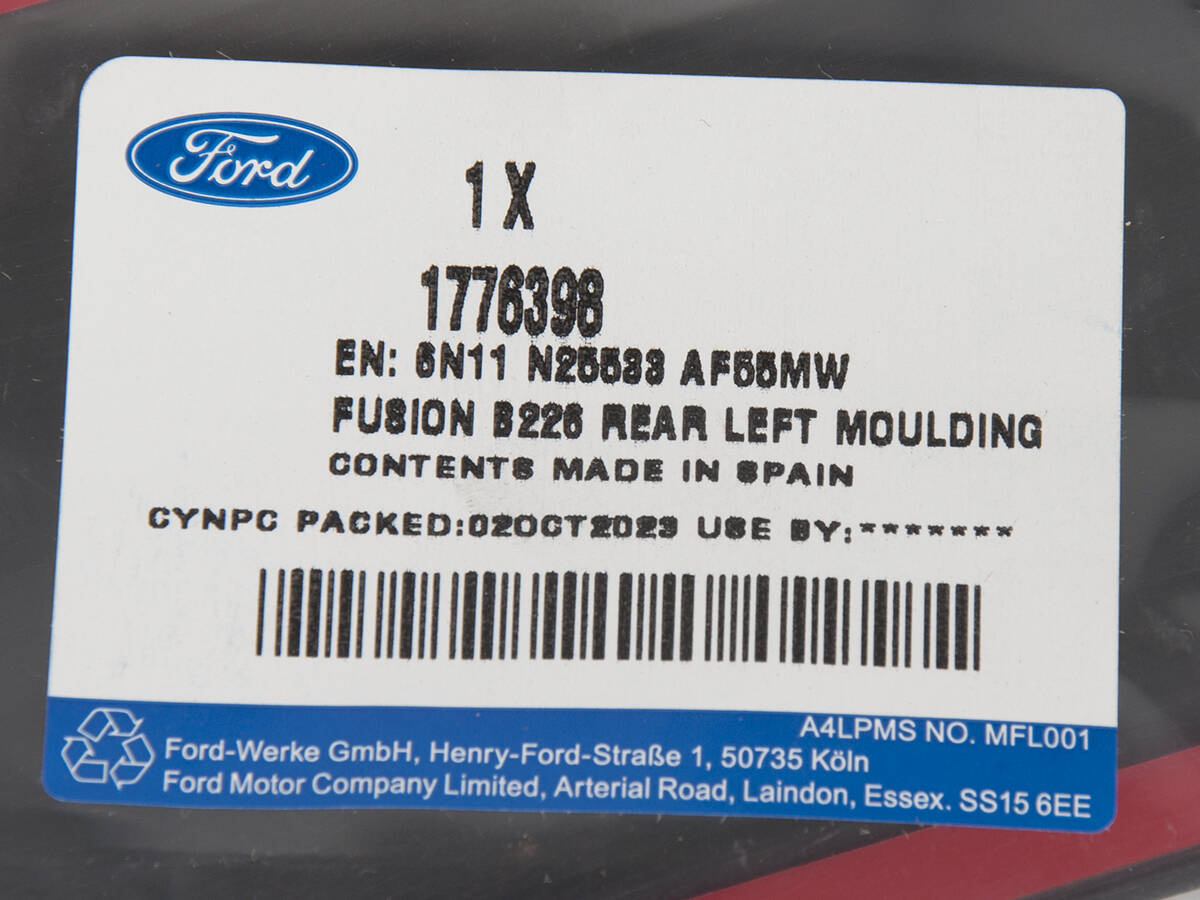 Ford
1 X
1776398
EN: 6N11 N25533 AF55MW
FUSION B226 REAR LEFT MOULDING
CONTENTS MADE IN SPAIN
CYNPC PACKED:02OCT2023 USE BY:*******
A4LPMS NO. MFL001
Ford-Werke GmbH, Henry-Ford-Straße 1, 50735 Köln
Ford Motor Company Limited, Arterial Road, Laindon, Essex. SS15 6EE